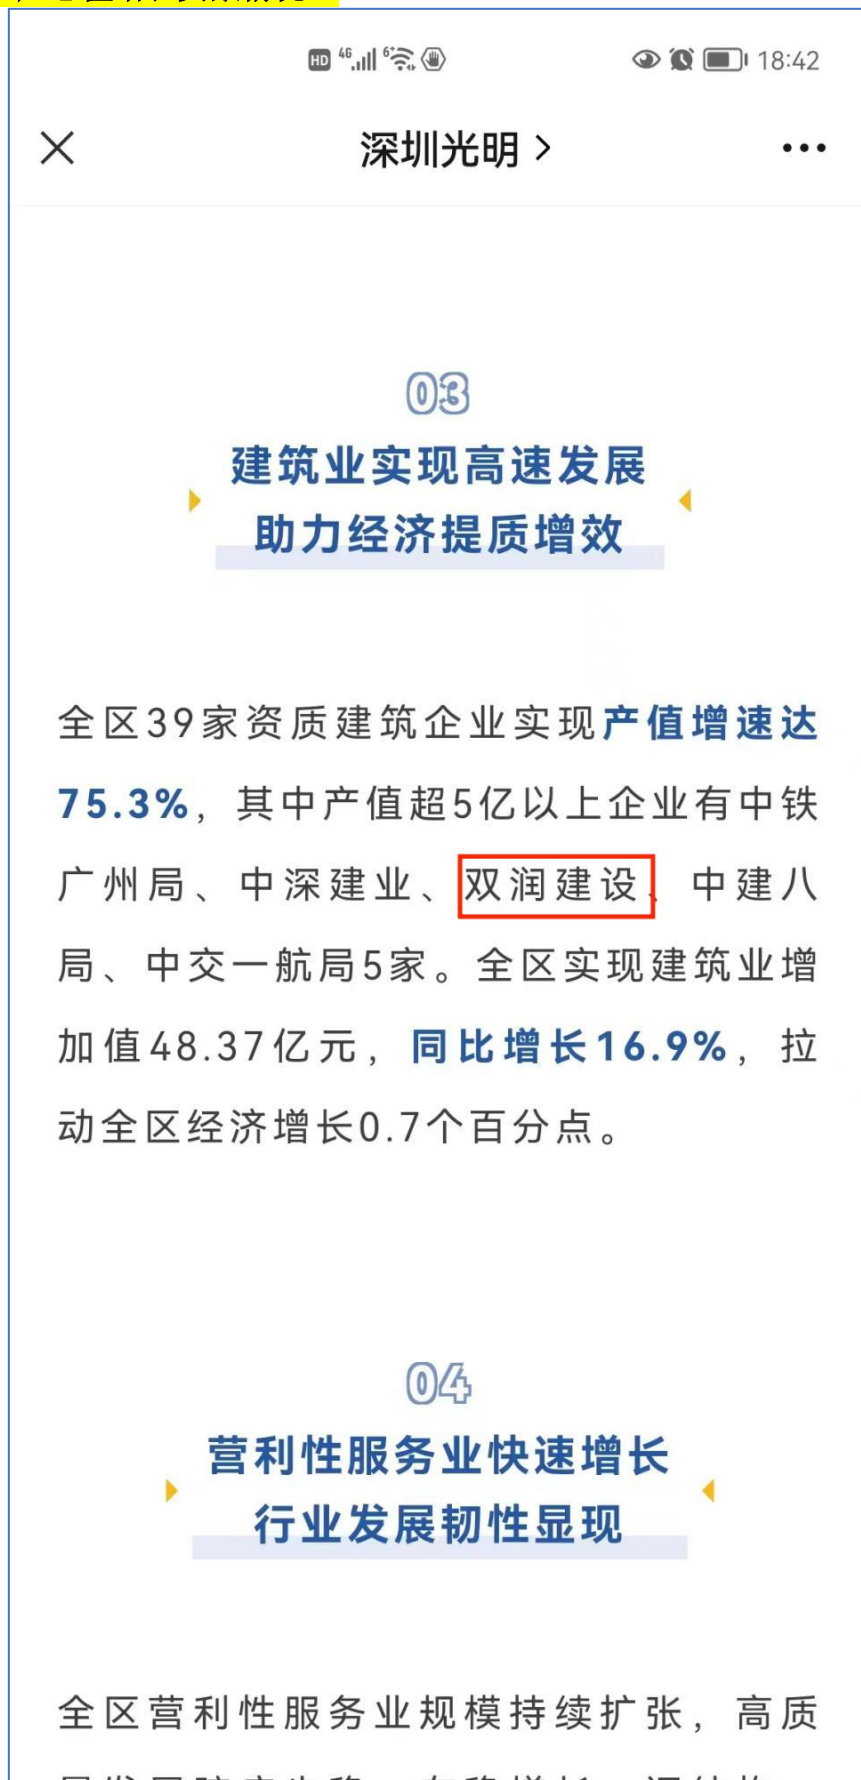 HD 4G 6+ 18:42
深圳光明
03
建筑业实现高速发展
助力经济提质增效
全区39家资质建筑企业实现产值增速达
75.3%，其中产值超5亿以上企业有中铁
广州局、中深建业、双润建设、中建八
局、中交一航局5家。全区实现建筑业增
加值48.37亿元，同比增长16.9%，拉
动全区经济增长0.7个百分点。
04
营利性服务业快速增长
行业发展韧性显现
全区营利性服务业规模持续扩张，高质